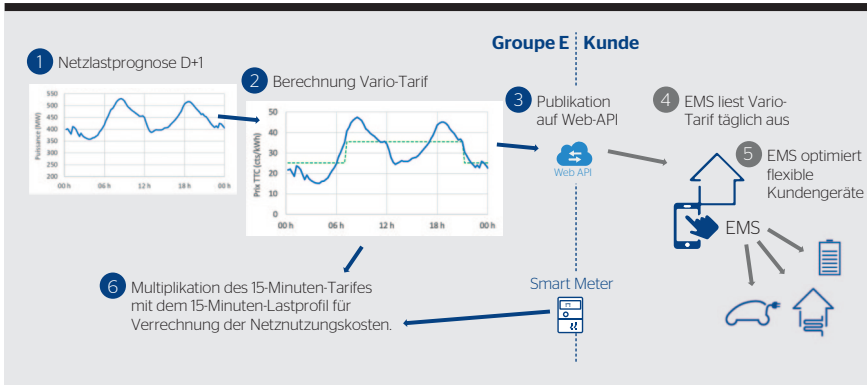 Groupe E Kunde
1 Netzlastprognose D+1
2 Berechnung Vario-Tarif
3 Publikation
auf Web-API
4 EMS liest Vario-
Tarif täglich aus
5 EMS optimiert
flexible
Kundengeräte
Puissance (MW)
550
500
450
400
350
300
250
200
00 h 06 h 12 h 18 h 00 h
Prix TTC (cts/kWh)
50
40
30
20
10
0
00 h 06 h 12 h 18 h 00 h
Web API
EMS
6 Multiplikation des 15-Minuten-Tarifes
mit dem 15-Minuten-Lastprofil für
Verrechnung der Netznutzungskosten.
Smart Meter